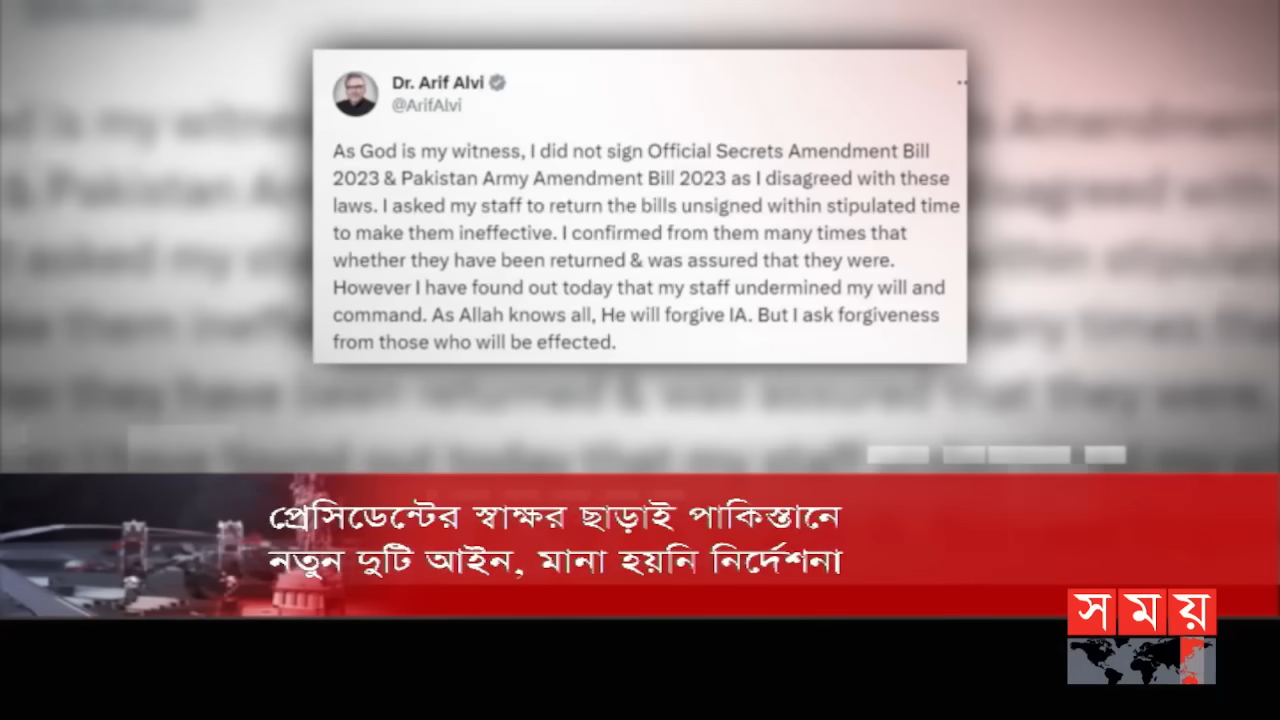 Dr. Arif Alvi
@ArifAlvi
As God is my witness, I did not sign Official Secrets Amendment Bill
2023 & Pakistan Army Amendment Bill 2023 as I disagreed with these
laws. I asked my staff to return the bills unsigned within stipulated time
to make them ineffective. I confirmed from them many times that
whether they have been returned & was assured that they were.
However I have found out today that my staff undermined my will and
command. As Allah knows all, He will forgive IA. But I ask forgiveness
from those who will be effected.
প্রেসিডেন্টের স্বাক্ষর ছাড়াই পাকিস্তানে
নতুন দুটি আইন, মানা হয়নি নির্দেশনা
সময়